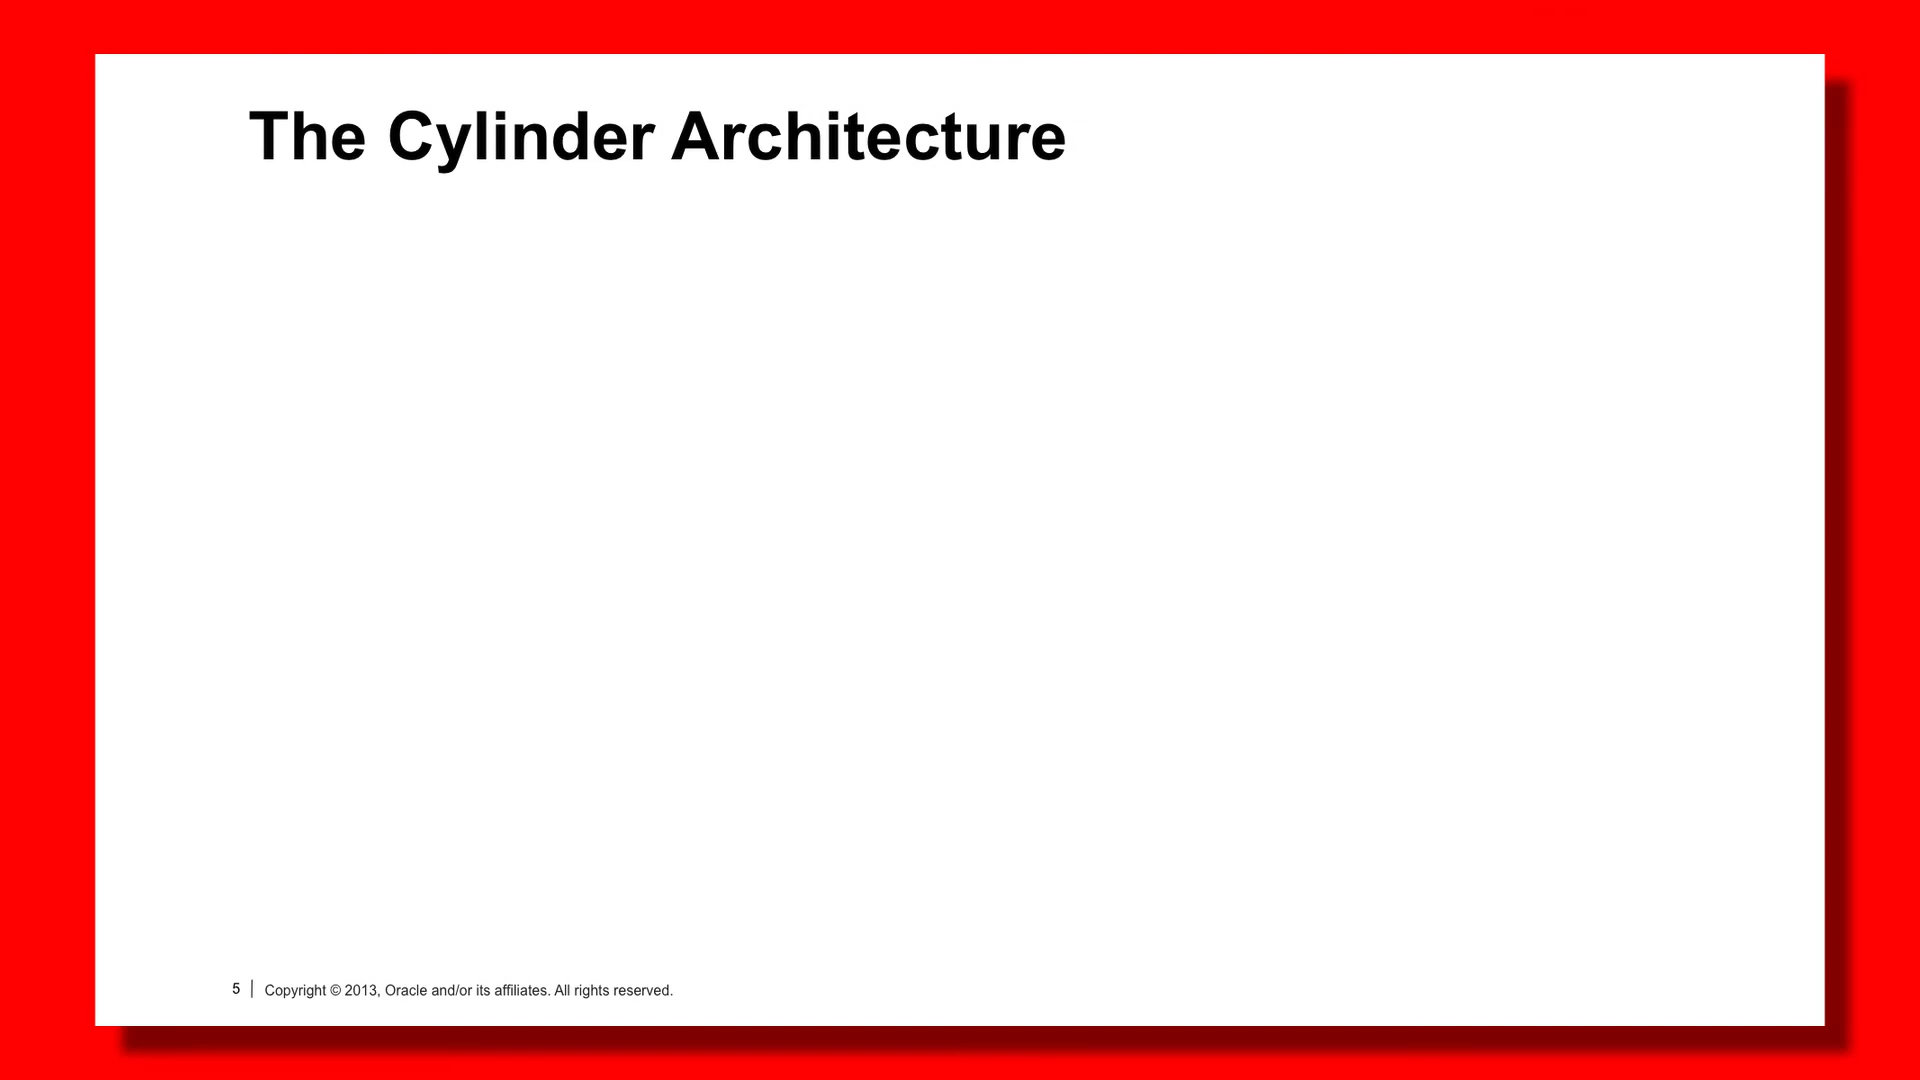 The Cylinder Architecture
5 Copyright © 2013, Oracle and/or its affiliates. All rights reserved.